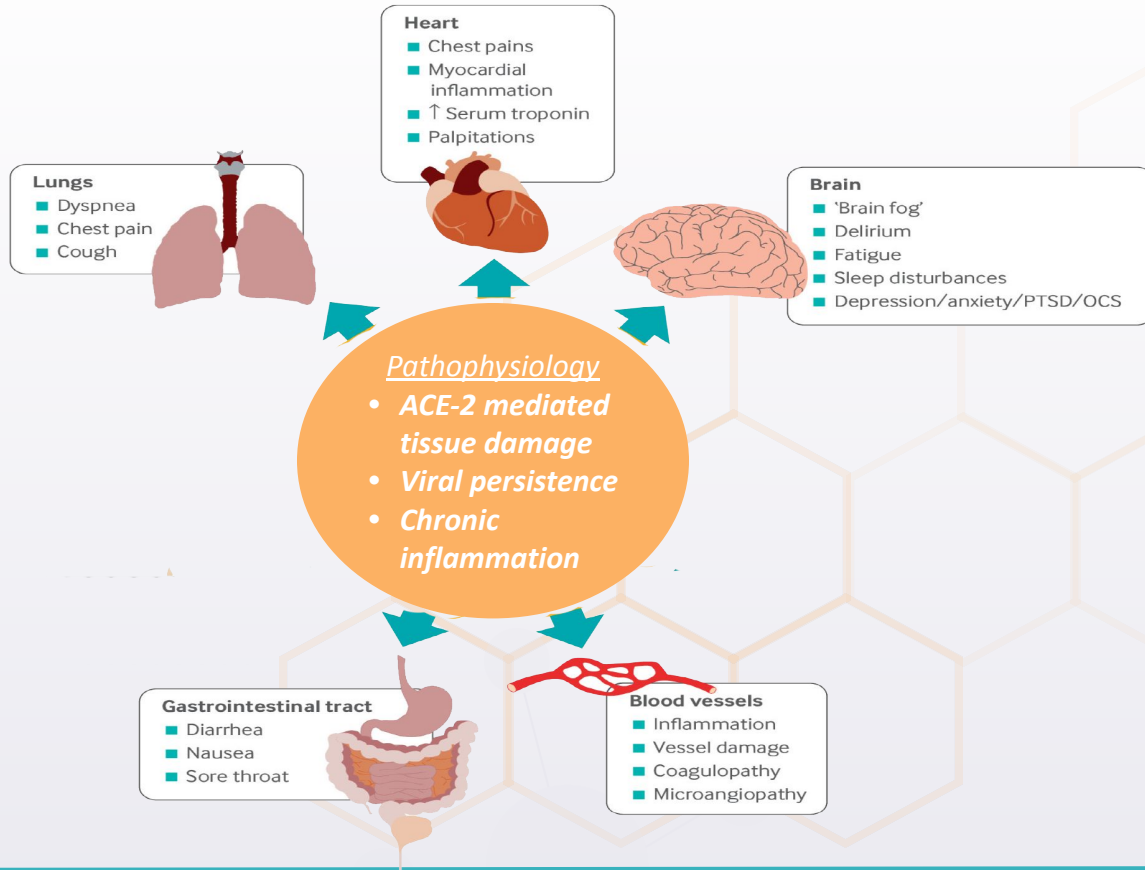 Heart
■ Chest pains
■ Myocardial
inflammation
■ ↑ Serum troponin
■ Palpitations
Lungs
■ Dyspnea
■ Chest pain
■ Cough
Brain
■ ‘Brain fog’
■ Delirium
■ Fatigue
■ Sleep disturbances
■ Depression/anxiety/PTSD/OCS
Pathophysiology
• ACE-2 mediated
tissue damage
• Viral persistence
• Chronic
inflammation
Gastrointestinal tract
■ Diarrhea
■ Nausea
■ Sore throat
Blood vessels
■ Inflammation
■ Vessel damage
■ Coagulopathy
■ Microangiopathy